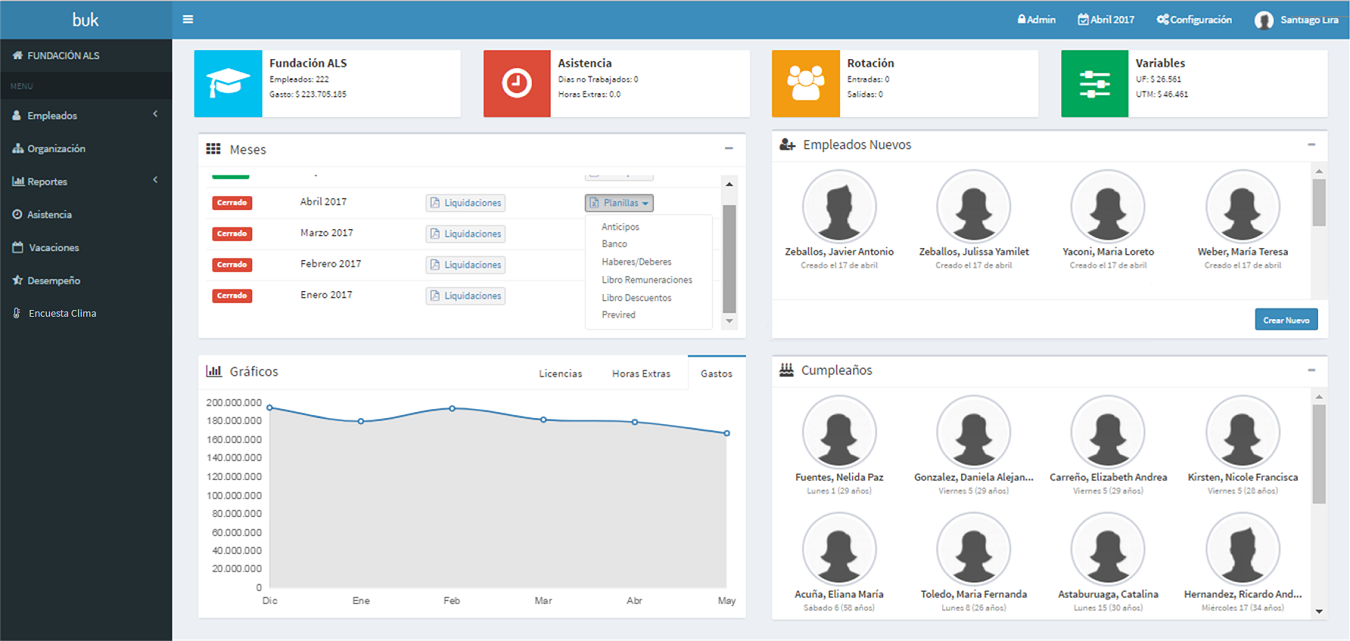 buk
Admin
Abril 2017
Configuración
Santiago Lira
FUNDACIÓN ALS
MENU
Empleados
Organización
Reportes
Asistencia
Vacaciones
Desempeño
Encuesta Clima
Fundación ALS
Empleados: 222
Gasto: $ 223.705.185
Asistencia
Días no Trabajados: 0
Horas Extras: 0.0
Rotación
Entradas: 0
Salidas: 0
Variables
UF: $ 26.561
UTM: $ 46.461
Meses
Cerrado Abril 2017 Liquidaciones Planillas
Cerrado Marzo 2017 Liquidaciones
Cerrado Febrero 2017 Liquidaciones
Cerrado Enero 2017 Liquidaciones
Anticipos
Banco
Haberes/Deberes
Libro Remuneraciones
Libro Descuentos
Previred
Empleados Nuevos
Zeballos, Javier Antonio
Creado el 17 de abril
Zeballos, Julissa Yamilet
Creado el 17 de abril
Yaconi, Maria Loreto
Creado el 17 de abril
Weber, María Teresa
Creado el 17 de abril
Crear Nuevo
Gráficos
Licencias
Horas Extras
Gastos
200.000.000
180.000.000
160.000.000
140.000.000
120.000.000
100.000.000
80.000.000
60.000.000
40.000.000
20.000.000
0
Dic Ene Feb Mar Abr May
Cumpleaños
Fuentes, Nelida Paz
Lunes 1 (29 años)
Gonzalez, Daniela Alejan...
Viernes 5 (29 años)
Carreño, Elizabeth Andrea
Viernes 5 (29 años)
Kirsten, Nicole Francisca
Viernes 5 (28 años)
Acuña, Eliana María
Sábado 6 (58 años)
Toledo, Maria Fernanda
Lunes 8 (26 años)
Astaburuaga, Catalina
Lunes 15 (30 años)
Hernandez, Ricardo And...
Miércoles 17 (34 años)